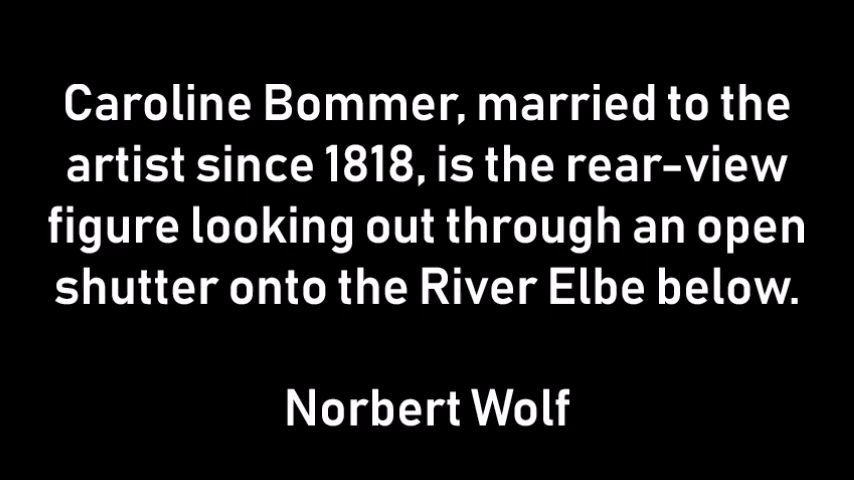 Caroline Bommer, married to the
artist since 1818, is the rear-view
figure looking out through an open
shutter onto the River Elbe below.
Norbert Wolf